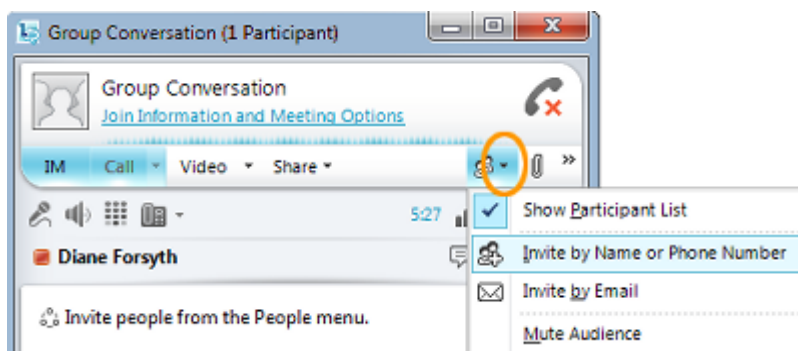 Group Conversation (1 Participant)
Group Conversation
Join Information and Meeting Options
IM Call Video Share
5:27
Show Participant List
Diane Forsyth
Invite by Name or Phone Number
Invite by Email
Invite people from the People menu.
Mute Audience